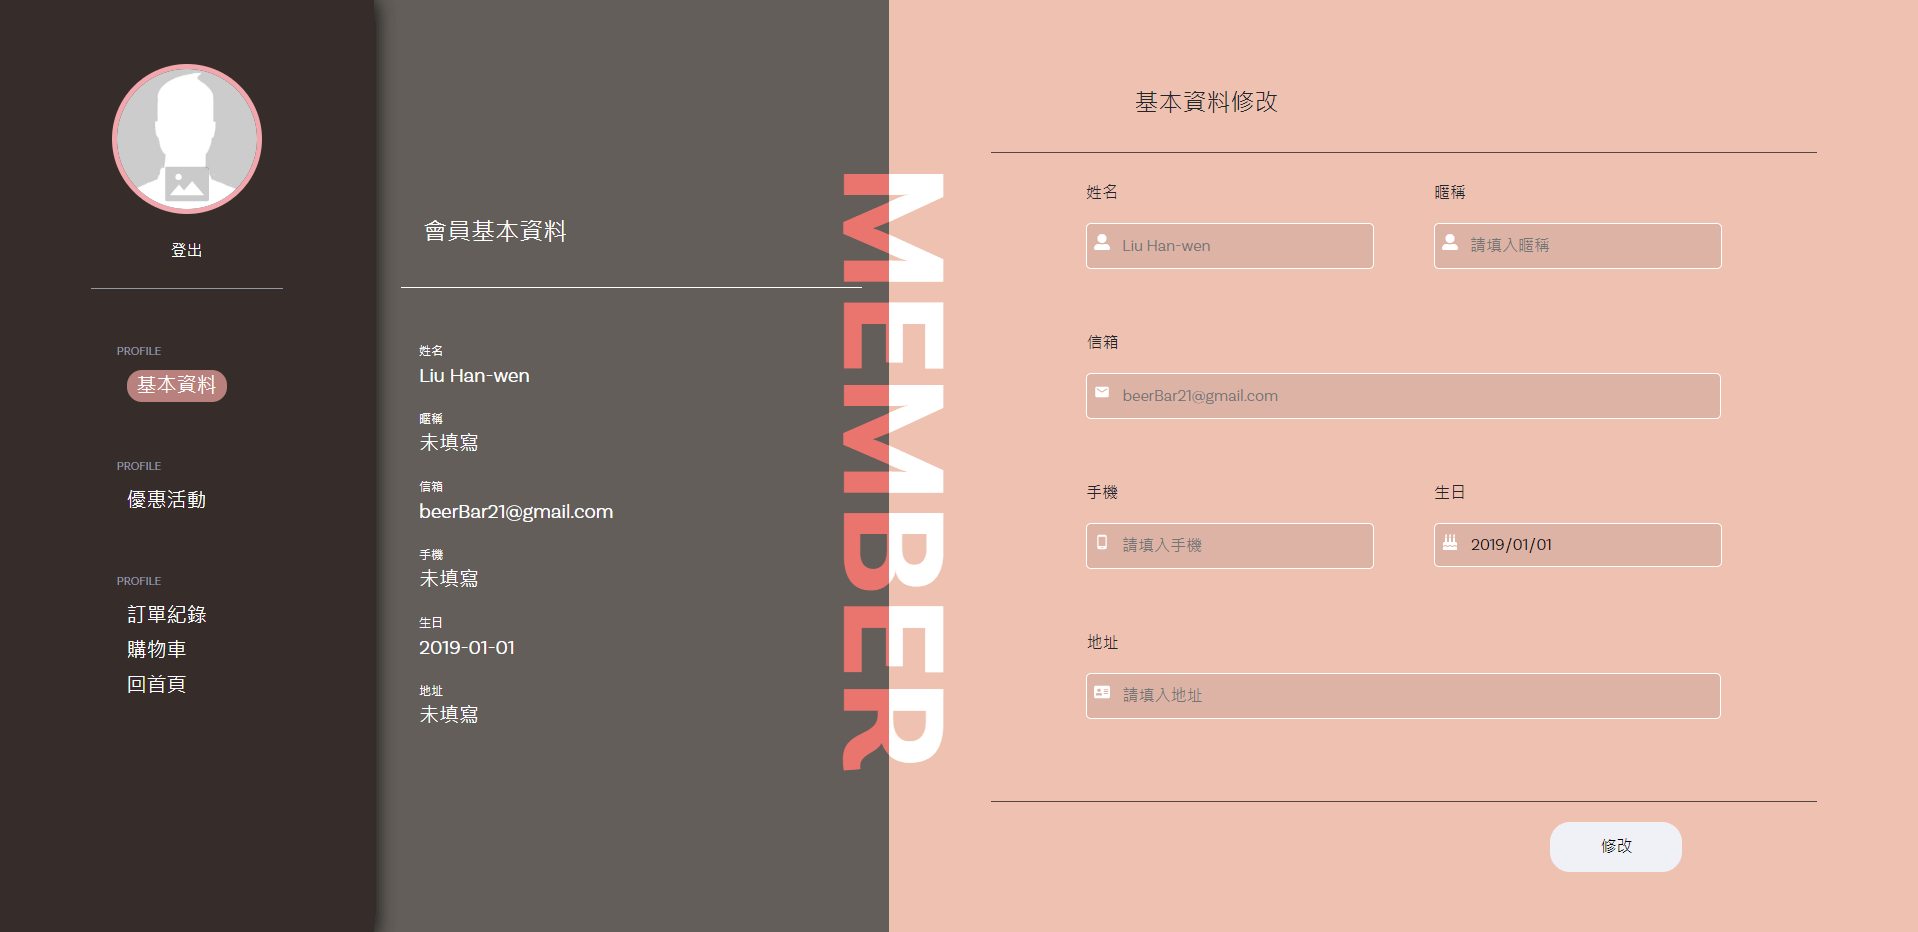 登出
PROFILE
基本資料
PROFILE
優惠活動
PROFILE
訂單紀錄
購物車
回首頁
會員基本資料
姓名
Liu Han-wen
暱稱
未填寫
信箱
beerBar21@gmail.com
手機
未填寫
生日
2019-01-01
地址
未填寫
MEMBER
基本資料修改
姓名
Liu Han-wen
暱稱
請填入暱稱
信箱
beerBar21@gmail.com
手機
請填入手機
生日
2019/01/01
地址
請填入地址
修改